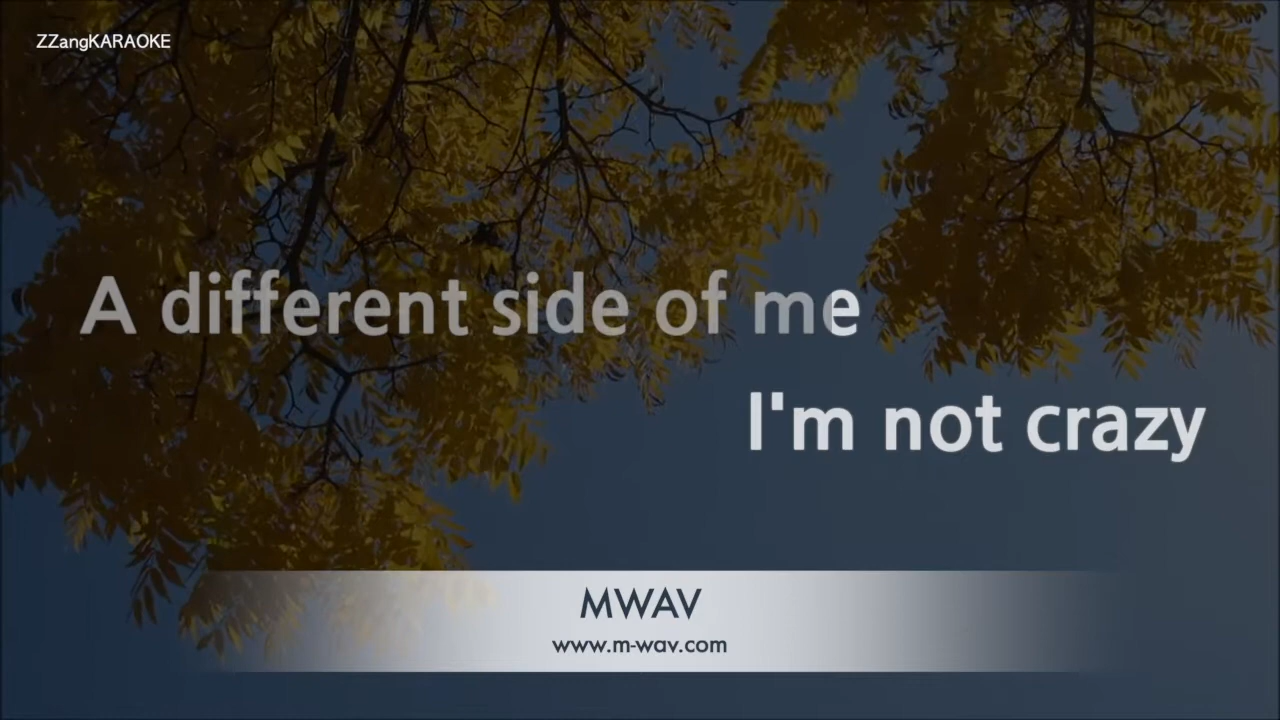 ZZangKARAOKE
A different side of me
I'm not crazy
MWAV
www.m-wav.com